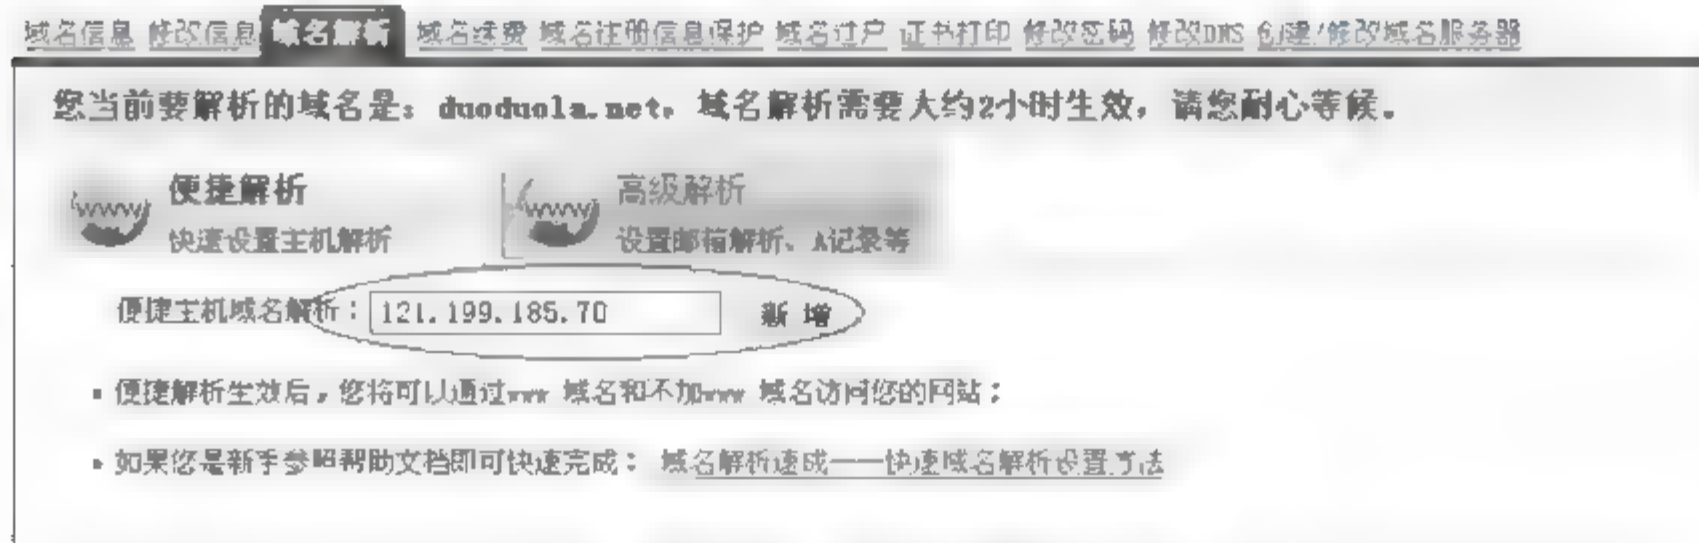 域名信息 修改信息 域名解析 域名续费 域名注册信息保护 域名过户 证书打印 修改密码 修改DNS 创建/修改域名服务器
您当前要解析的域名是：duoduola.net，域名解析需要大约2小时生效，请您耐心等候。
便捷解析 高级解析
快速设置主机解析 设置邮箱解析、A记录等
便捷主机域名解析：121.199.185.70 新 增
便捷解析生效后，您将可以通过www 域名和不加www 域名访问您的网站；
如果您是新手参照帮助文档即可快速完成： 域名解析速成——快速域名解析设置方法